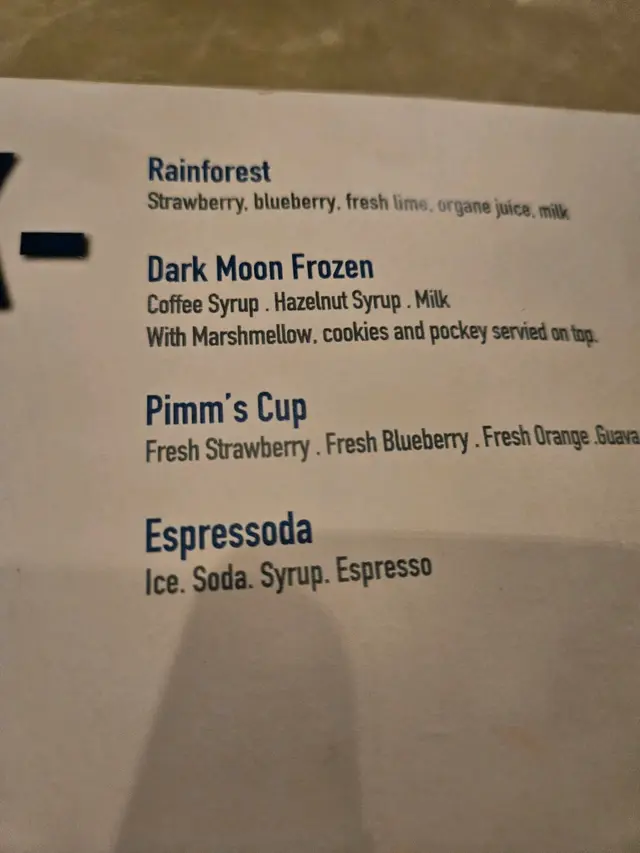 Rainforest
Strawberry, blueberry, fresh lime, organe juice, milk
Dark Moon Frozen
Coffee Syrup . Hazelnut Syrup . Milk
With Marshmellow, cookies and pockey servied on top.
Pimm's Cup
Fresh Strawberry . Fresh Blueberry . Fresh Orange .Guava
Espressoda
Ice. Soda. Syrup. Espresso